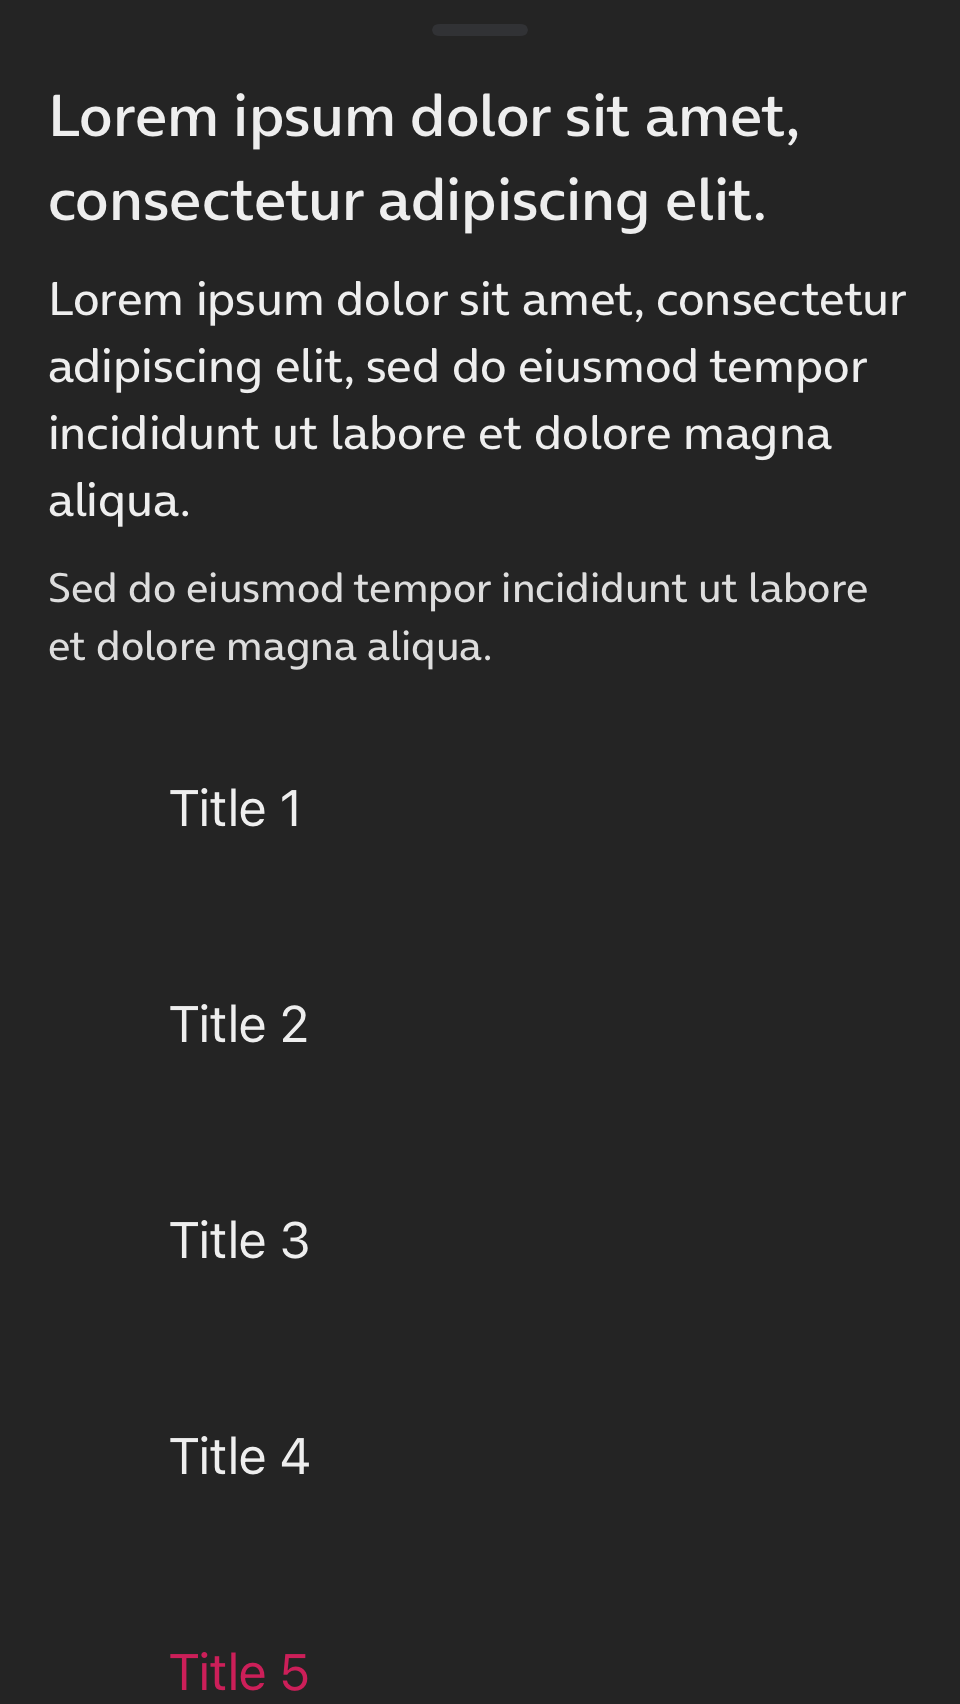 Lorem ipsum dolor sit amet,
consectetur adipiscing elit.
Lorem ipsum dolor sit amet, consectetur
adipiscing elit, sed do eiusmod tempor
incididunt ut labore et dolore magna
aliqua.
Sed do eiusmod tempor incididunt ut labore
et dolore magna aliqua.
Title 1
Title 2
Title 3
Title 4
Title 5